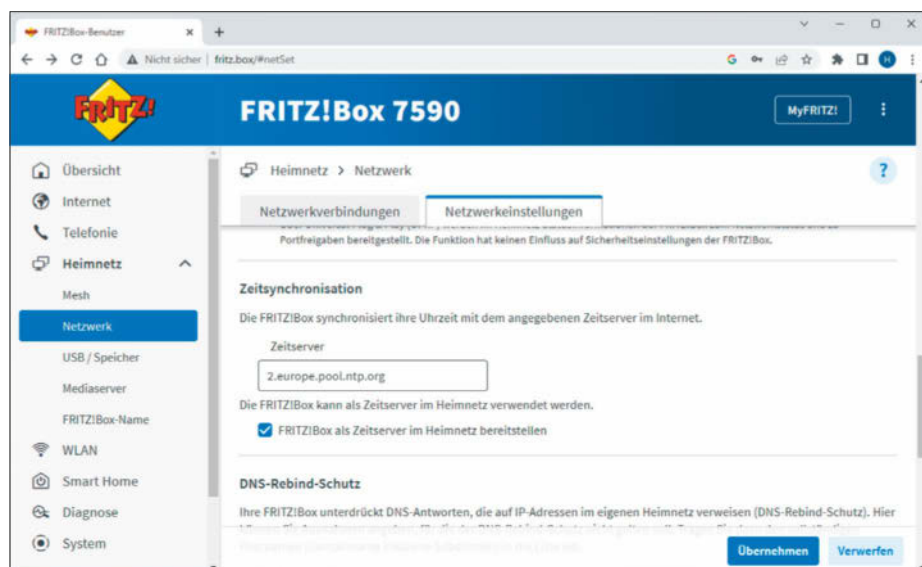 FRITZ!Box-Benutzer
Nicht sicher
fritz.box/#netSet
G
H
FRITZ!
FRITZ!Box 7590
MyFRITZ!
Übersicht
Internet
Telefonie
Heimnetz
Mesh
Netzwerk
USB / Speicher
Mediaserver
FRITZ!Box-Name
WLAN
Smart Home
Diagnose
System
Heimnetz > Netzwerk
?
Netzwerkverbindungen
Netzwerkeinstellungen
Portfreigaben bereitgestellt. Die Funktion hat keinen Einfluss auf Sicherheitseinstellungen der FRITZ!Box.
Zeitsynchronisation
Die FRITZ!Box synchronisiert ihre Uhrzeit mit dem angegebenen Zeitserver im Internet.
Zeitserver
2.europe.pool.ntp.org
Die FRITZ!Box kann als Zeitserver im Heimnetz verwendet werden.
FRITZ!Box als Zeitserver im Heimnetz bereitstellen
DNS-Rebind-Schutz
Ihre FRITZ!Box unterdrückt DNS-Antworten, die auf IP-Adressen im eigenen Heimnetz verweisen (DNS-Rebind-Schutz). Hier
Übernehmen
Verwerfen